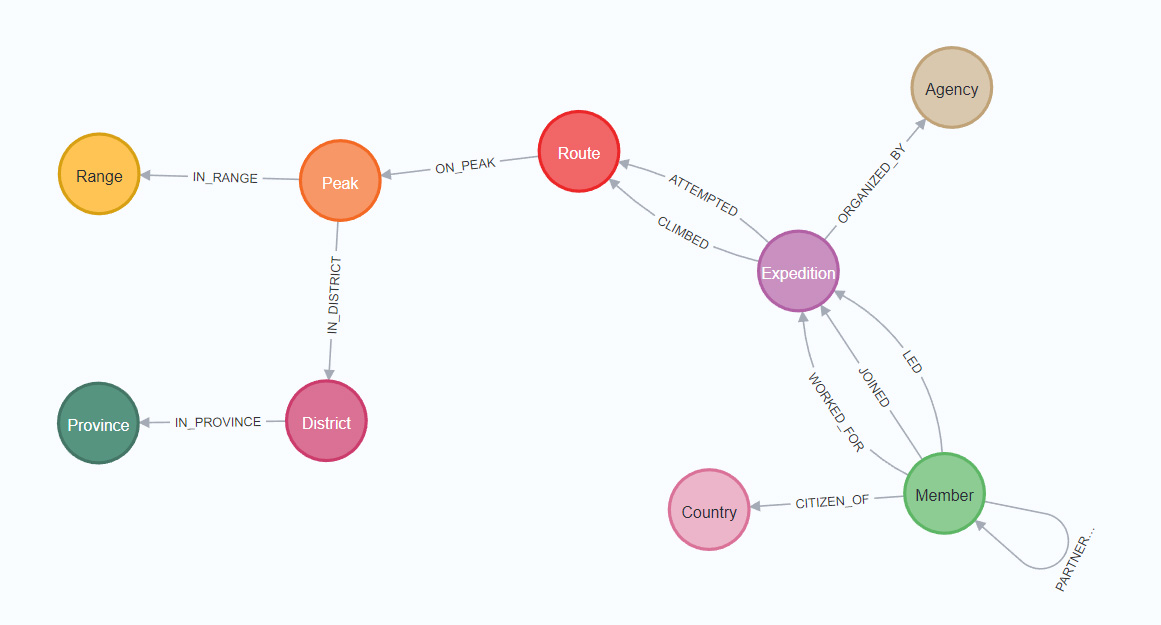 Agency
Route
ON_PEAK
Range
IN_RANGE
Peak
ATTEMPTED
CLIMBED
ORGANIZED_BY
Expedition
IN_DISTRICT
LED
JOINED
WORKED_FOR
Province
IN_PROVINCE
District
Member
CITIZEN_OF
Country
PARTNER...